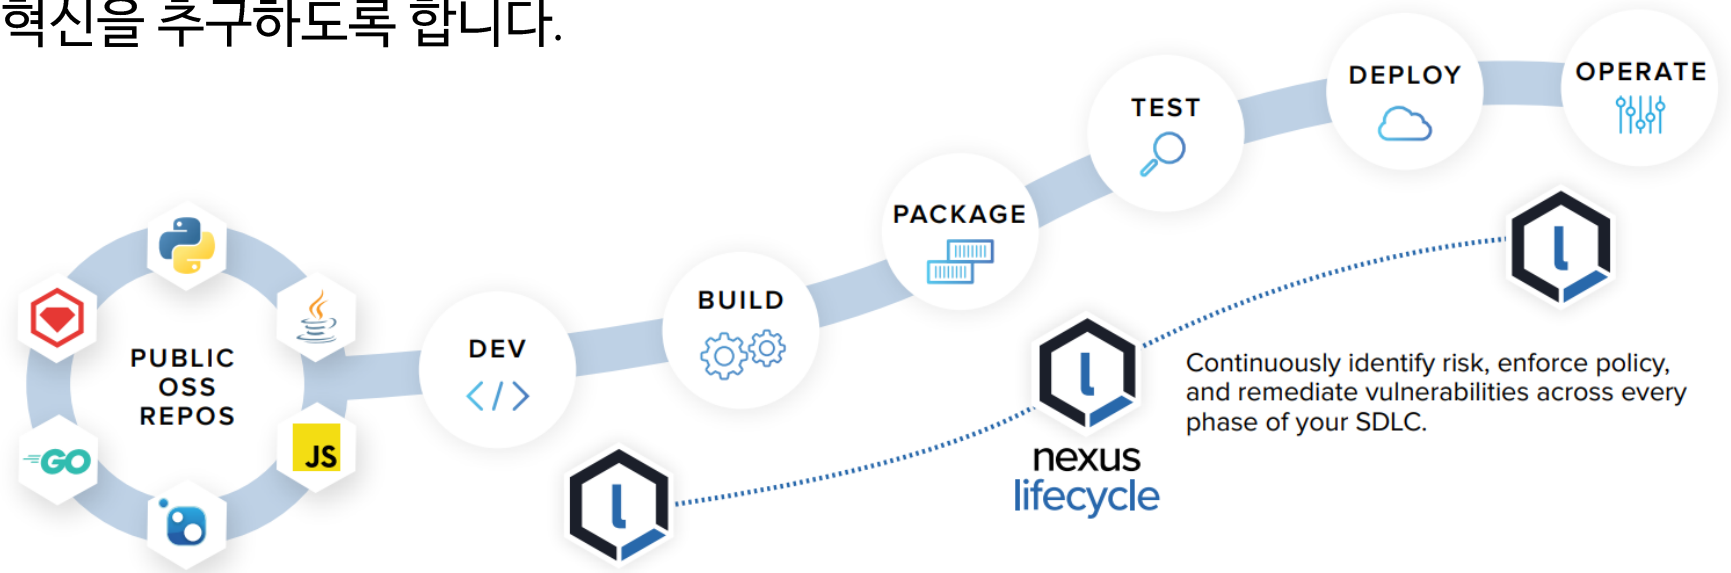 혁신을 추구하도록 합니다.
OPERATE
DEPLOY
TEST
PACKAGE
BUILD
DEV
PUBLIC
OSS
REPOS
GO
JS
Continuously identify risk, enforce policy,
and remediate vulnerabilities across every
phase of your SDLC.
nexus
lifecycle